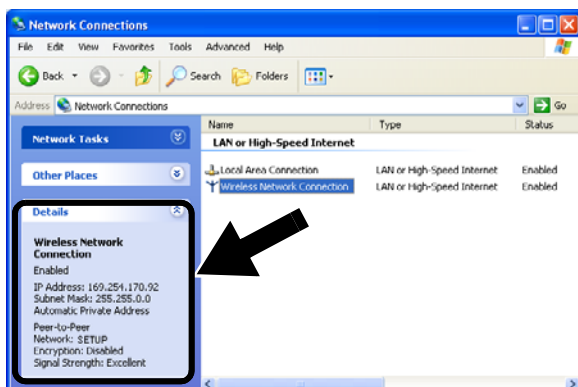 Network Connections
File Edit View Favorites Tools Advanced Help
Back Search Folders
Address Network Connections Go
Network Tasks
Other Places
Details
Wireless Network
Connection
Enabled
IP Address: 169.254.170.92
Subnet Mask: 255.255.0.0
Automatic Private Address
Peer-to-Peer
Network: SETUP
Encryption: Disabled
Signal Strength: Excellent
Name Type Status
LAN or High-Speed Internet
Local Area Connection LAN or High-Speed Internet Enabled
Wireless Network Connection LAN or High-Speed Internet Enabled